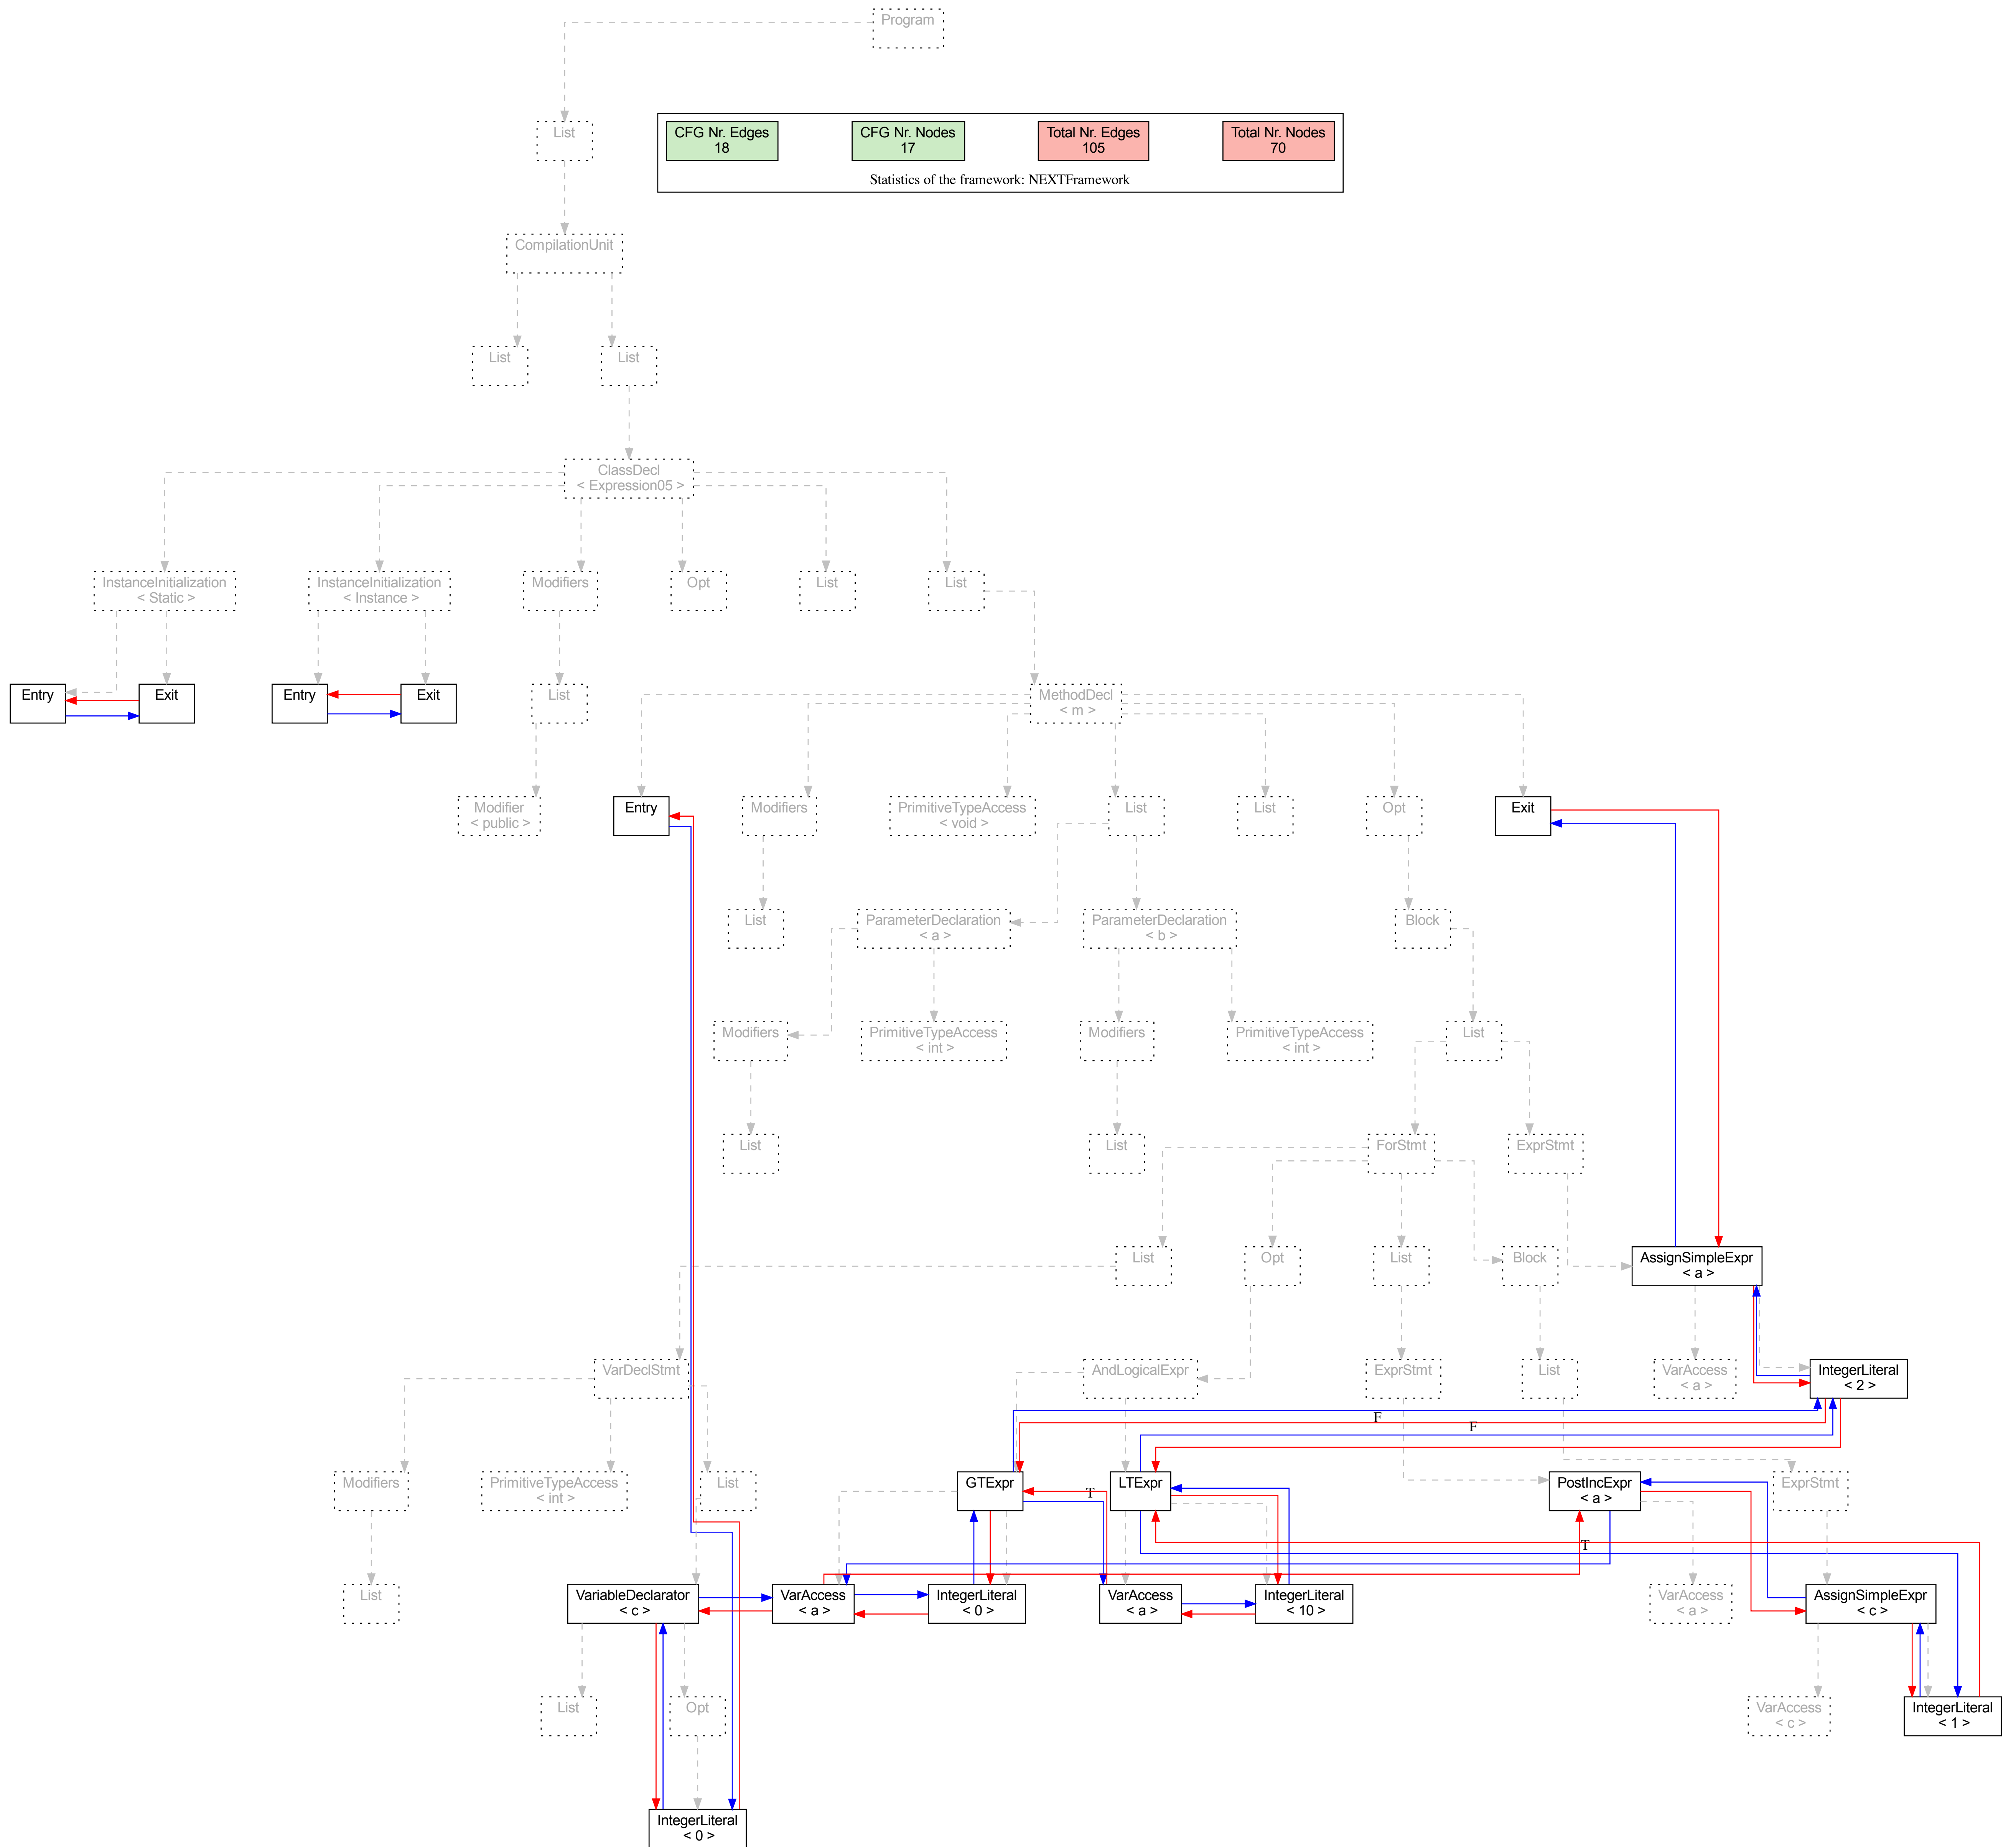 Program
List
CFG Nr. Edges
18
CFG Nr. Nodes
17
Total Nr. Edges
105
Total Nr. Nodes
70
Statistics of the framework: NEXTFramework
CompilationUnit
List
List
ClassDecl
< Expression05 >
InstanceInitialization
< Static >
InstanceInitialization
< Instance >
Modifiers
Opt
List
List
Entry
Exit
Entry
Exit
List
MethodDecl
< m >
Modifier
< public >
Entry
Modifiers
PrimitiveTypeAccess
< void >
List
List
Opt
Exit
List
ParameterDeclaration
< a >
ParameterDeclaration
< b >
Block
Modifiers
PrimitiveTypeAccess
< int >
Modifiers
PrimitiveTypeAccess
< int >
List
List
List
ForStmt
ExprStmt
List
Opt
List
Block
AssignSimpleExpr
< a >
VarDeclStmt
AndLogicalExpr
ExprStmt
List
VarAccess
< a >
IntegerLiteral
< 2 >
F
F
Modifiers
PrimitiveTypeAccess
< int >
List
GTExpr
T
LTExpr
PostIncExpr
< a >
ExprStmt
T
List
VariableDeclarator
< c >
VarAccess
< a >
IntegerLiteral
< 0 >
VarAccess
< a >
IntegerLiteral
< 10 >
VarAccess
< a >
AssignSimpleExpr
< c >
List
Opt
VarAccess
< c >
IntegerLiteral
< 1 >
IntegerLiteral
< 0 >